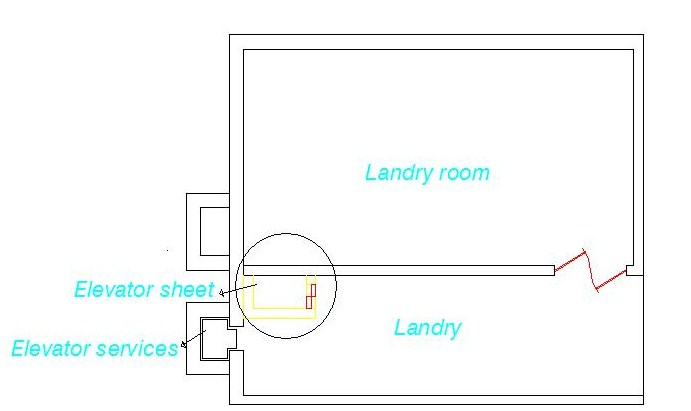 Landry room
Elevator sheet
Landry
Elevator services